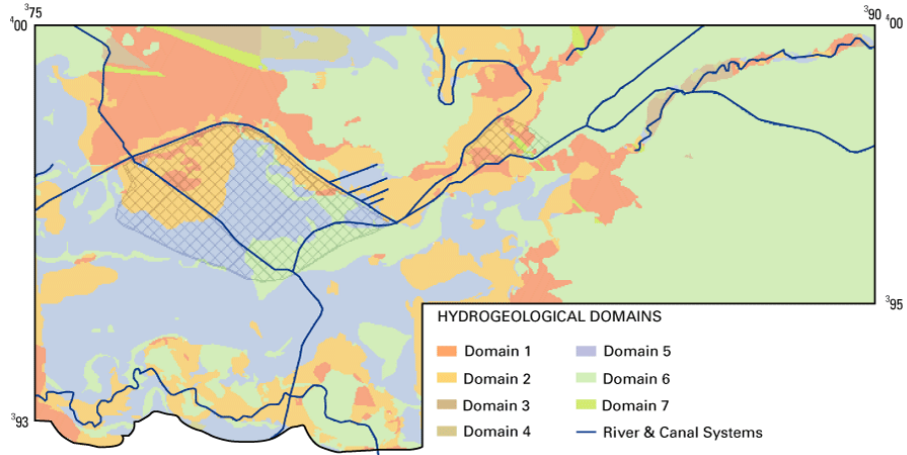 ³75
³90
⁴00
⁴00
³95
HYDROGEOLOGICAL DOMAINS
Domain 1
Domain 5
Domain 2
Domain 6
Domain 3
Domain 7
Domain 4
River & Canal Systems
³93